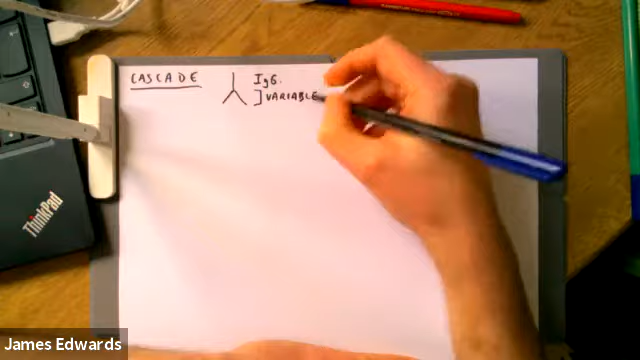 CASCADE
IgG.
VARIABLE
ThinkPad
James Edwards